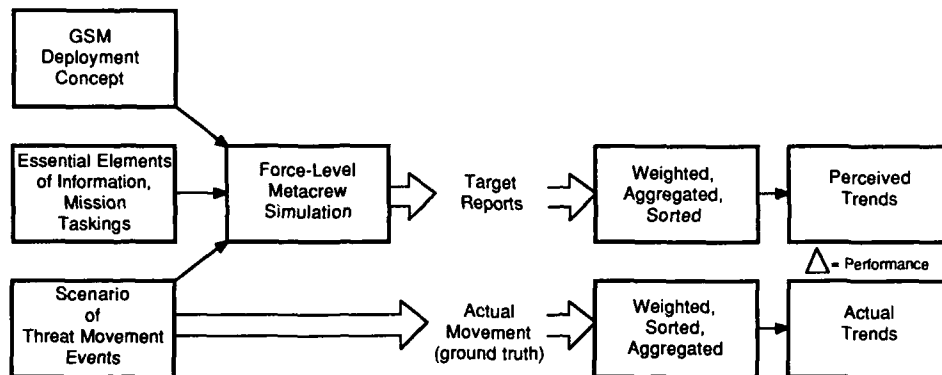 GSM
Deployment
Concept
Essential Elements
of Information,
Mission
Taskings
Force-Level
Metacrew
Simulation
Target
Reports
Weighted,
Aggregated,
Sorted
Perceived
Trends
Δ= Performance
Scenario
of
Threat Movement
Events
Actual
Movement
(ground truth)
Weighted,
Sorted,
Aggregated
Actual
Trends